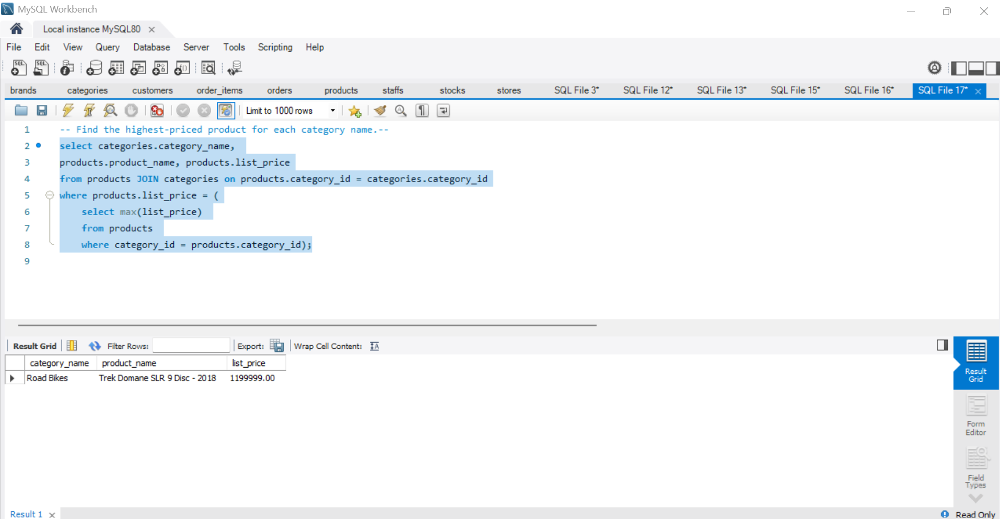 MySQL Workbench
Local instance MySQL80
File Edit View Query Database Server Tools Scripting Help
brands categories customers order_items orders products staffs stocks stores SQL File 3* SQL File 12* SQL File 13* SQL File 15* SQL File 16* SQL File 17*
Limit to 1000 rows
1 -- Find the highest-priced product for each category name.--
2 select categories.category_name,
3 products.product_name, products.list_price
4 from products JOIN categories on products.category_id = categories.category_id
5 where products.list_price = (
6 select max(list_price)
7 from products
8 where category_id = products.category_id);
9
Result Grid Filter Rows: Export: Wrap Cell Content:
category_name product_name list_price
Road Bikes Trek Domane SLR 9 Disc - 2018 1199999.00
Result
Grid
Form
Editor
Field
Types
Result 1 Read Only